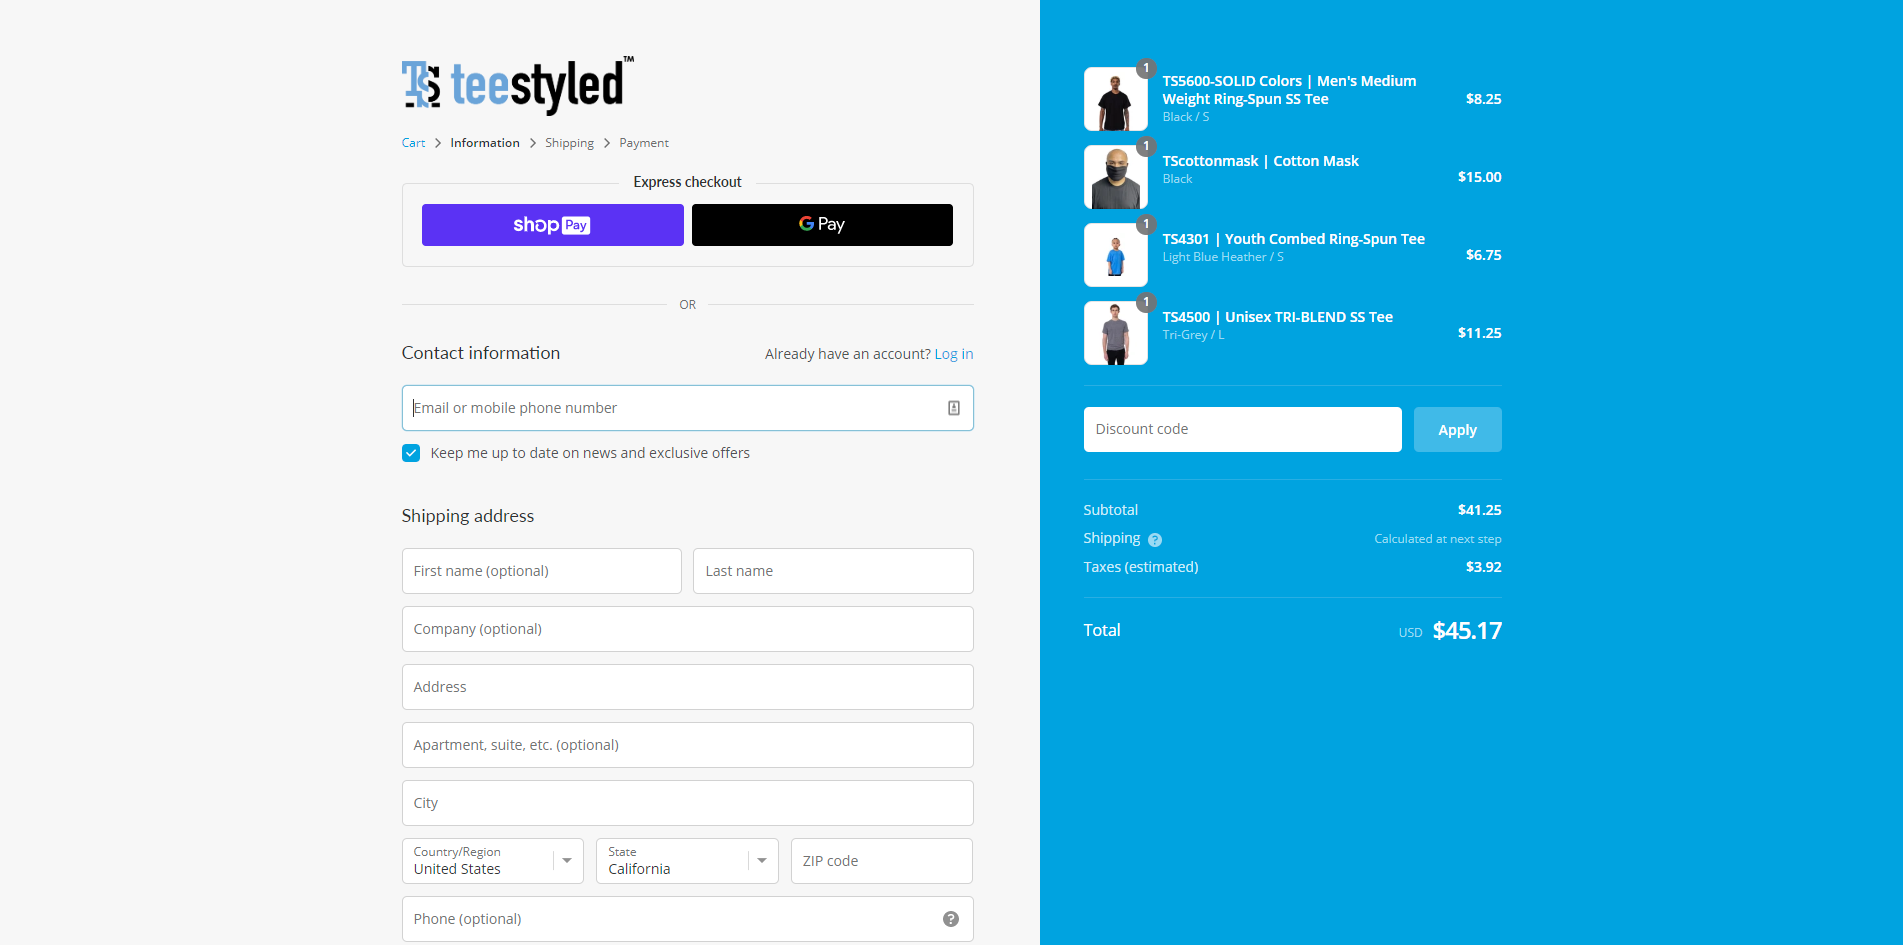 TS teestyled™
Cart > Information > Shipping > Payment
Express checkout
shop Pay
G Pay
OR
Contact information
Already have an account? Log in
Email or mobile phone number
Keep me up to date on news and exclusive offers
Shipping address
First name (optional)
Last name
Company (optional)
Address
Apartment, suite, etc. (optional)
City
Country/Region
United States
State
California
ZIP code
Phone (optional)
?
1
TS5600-SOLID Colors | Men's Medium
Weight Ring-Spun SS Tee
Black / S
$8.25
1
TScottonmask | Cotton Mask
Black
$15.00
1
TS4301 | Youth Combed Ring-Spun Tee
Light Blue Heather / S
$6.75
1
TS4500 | Unisex TRI-BLEND SS Tee
Tri-Grey / L
$11.25
Discount code
Apply
Subtotal
$41.25
Shipping ?
Calculated at next step
Taxes (estimated)
$3.92
Total
USD $45.17